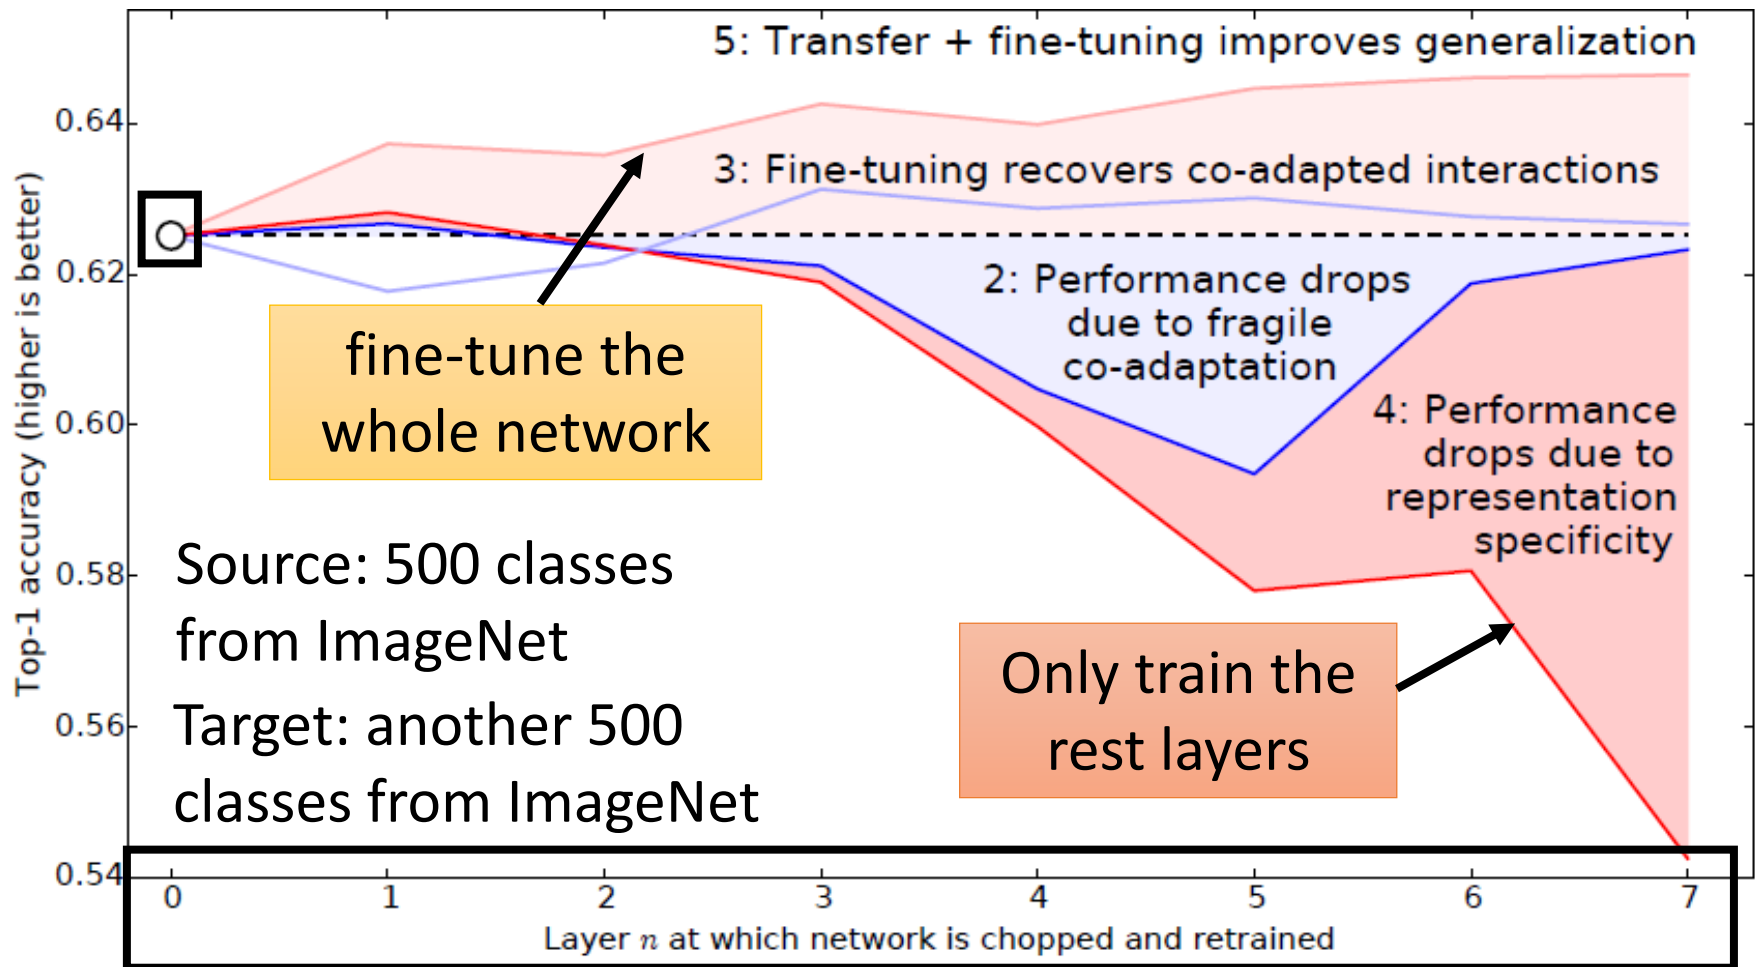 5: Transfer + fine-tuning improves generalization
0.64
3: Fine-tuning recovers co-adapted interactions
0.62
2: Performance drops
due to fragile
co-adaptation
fine-tune the
whole network
0.60
4: Performance
drops due to
representation
specificity
Top-1 accuracy (higher is better)
0.58
Source: 500 classes
from ImageNet
Target: another 500
classes from ImageNet
Only train the
rest layers
0.56
0.54
0 1 2 3 4 5 6 7
Layer n at which network is chopped and retrained